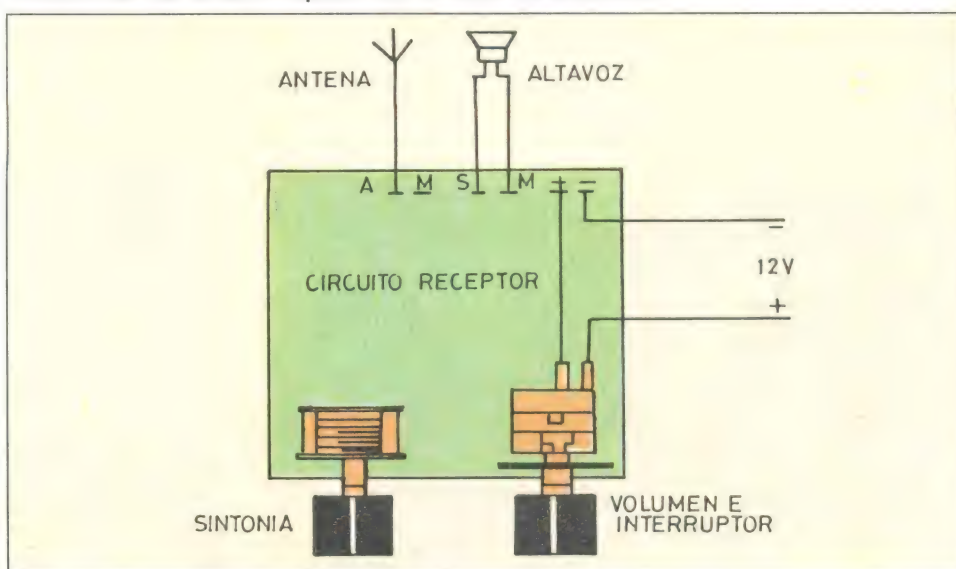 ANTENA
ALTAVOZ
A M S M + -
-
12V
+
CIRCUITO RECEPTOR
SINTONIA
VOLUMEN E
INTERRUPTOR